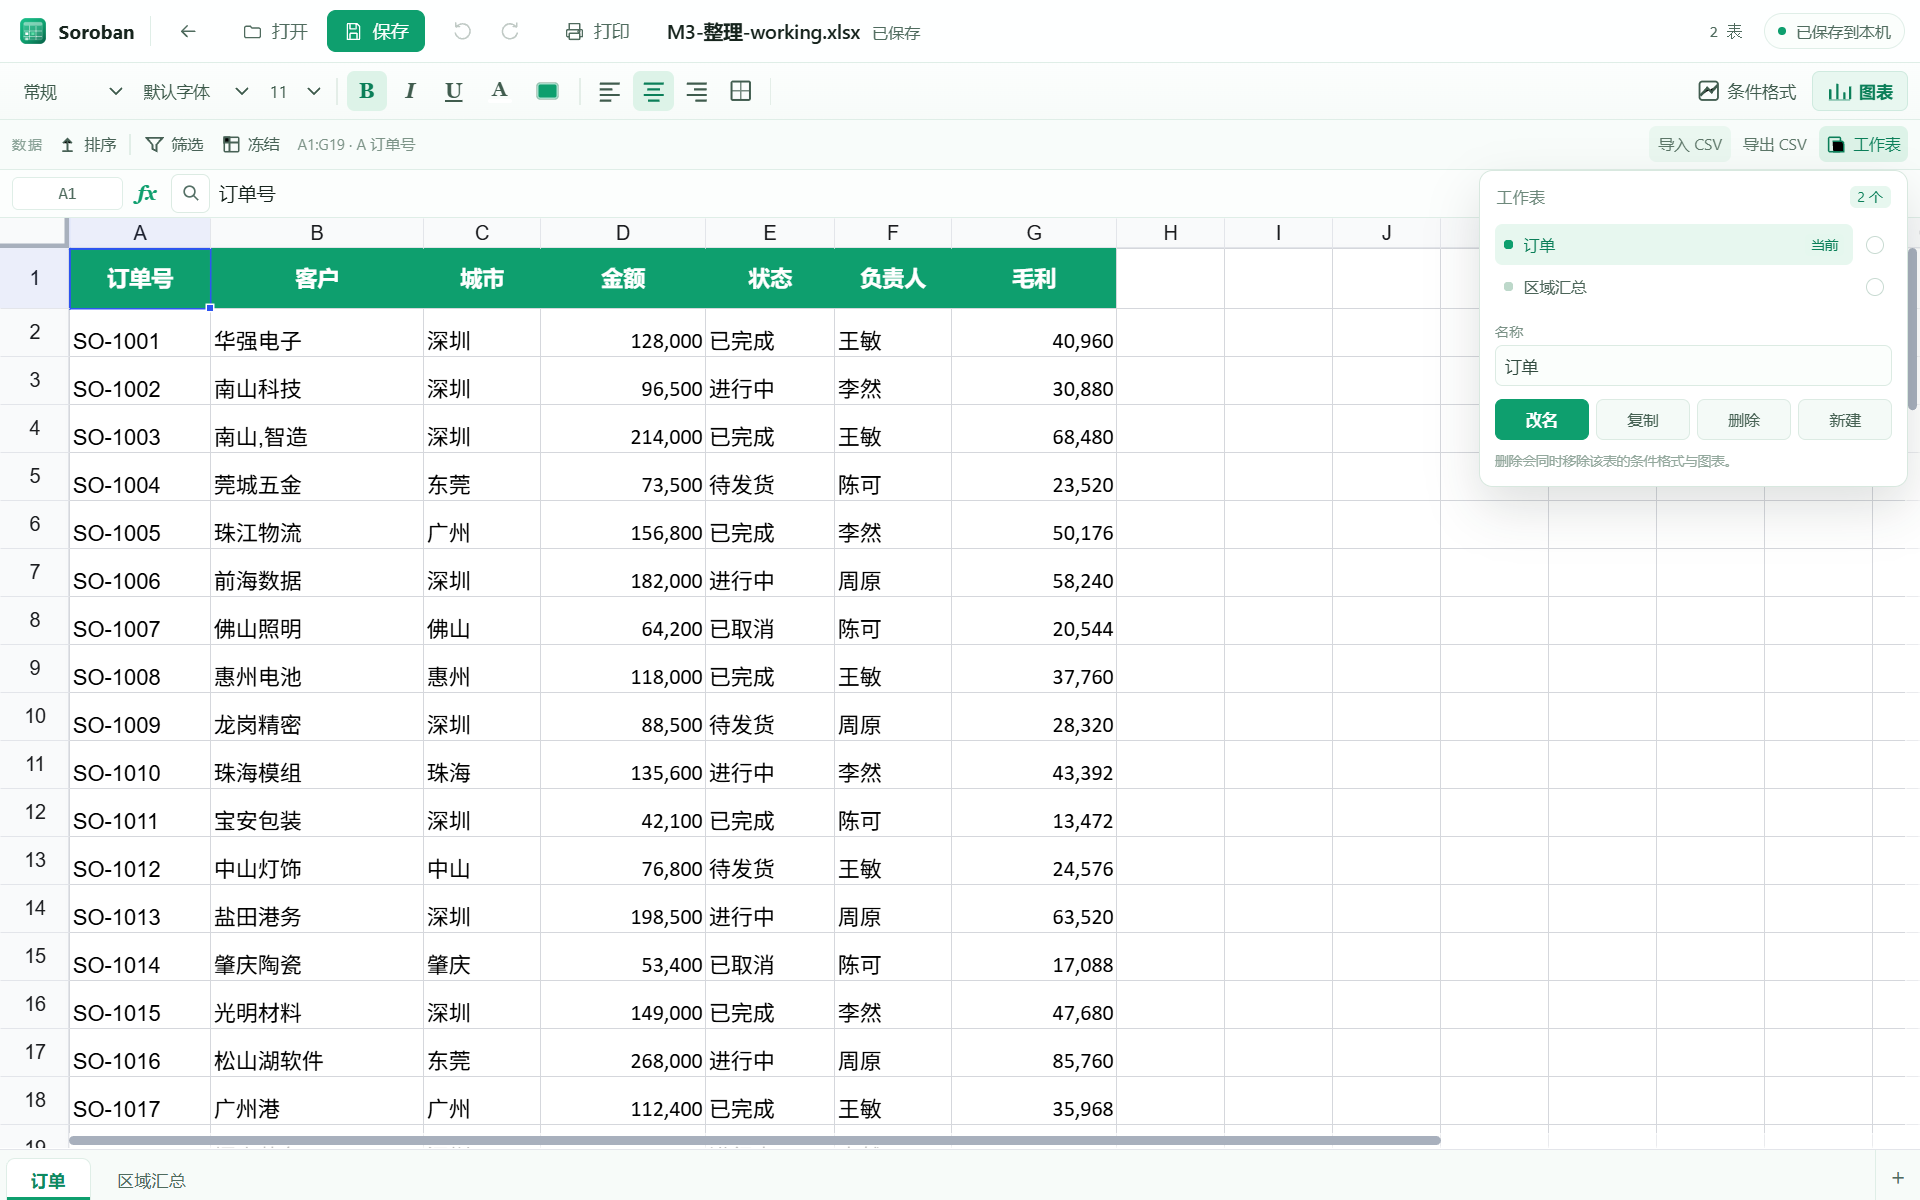 Soroban
打开
保存
打印
M3-整理-working.xlsx 已保存
2 表
已保存到本机
常规
默认字体
11
B I U A
条件格式
图表
数据
排序
筛选
冻结
A1:G19 · A 订单号
导入 CSV
导出 CSV
工作表
A1
fx
订单号
工作表
2 个
订单
当前
区域汇总
名称
订单
改名
复制
删除
新建
删除会同时移除该表的条件格式与图表。
A B C D E F G H I J
1 订单号 客户 城市 金额 状态 负责人 毛利
2 SO-1001 华强电子 深圳 128,000 已完成 王敏 40,960
3 SO-1002 南山科技 深圳 96,500 进行中 李然 30,880
4 SO-1003 南山,智造 深圳 214,000 已完成 王敏 68,480
5 SO-1004 莞城五金 东莞 73,500 待发货 陈可 23,520
6 SO-1005 珠江物流 广州 156,800 已完成 李然 50,176
7 SO-1006 前海数据 深圳 182,000 进行中 周原 58,240
8 SO-1007 佛山照明 佛山 64,200 已取消 陈可 20,544
9 SO-1008 惠州电池 惠州 118,000 已完成 王敏 37,760
10 SO-1009 龙岗精密 深圳 88,500 待发货 周原 28,320
11 SO-1010 珠海模组 珠海 135,600 进行中 李然 43,392
12 SO-1011 宝安包装 深圳 42,100 已完成 陈可 13,472
13 SO-1012 中山灯饰 中山 76,800 待发货 王敏 24,576
14 SO-1013 盐田港务 深圳 198,500 进行中 周原 63,520
15 SO-1014 肇庆陶瓷 肇庆 53,400 已取消 陈可 17,088
16 SO-1015 光明材料 深圳 149,000 已完成 李然 47,680
17 SO-1016 松山湖软件 东莞 268,000 进行中 周原 85,760
18 SO-1017 广州港 广州 112,400 已完成 王敏 35,968
19
订单
区域汇总
+